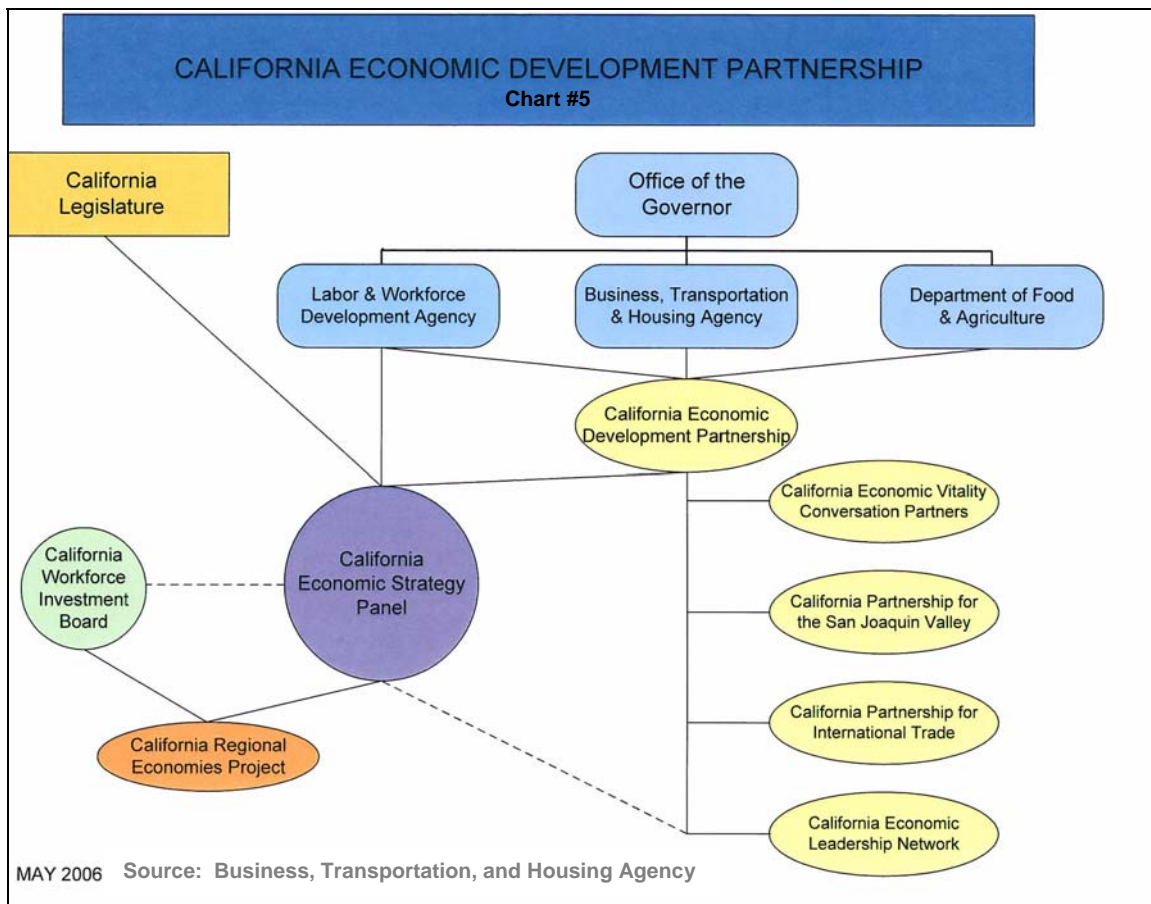 CALIFORNIA ECONOMIC DEVELOPMENT PARTNERSHIP
Chart #5
California
Legislature
Office of the
Governor
Labor & Workforce
Development Agency
Business, Transportation
& Housing Agency
Department of Food
& Agriculture
California Economic
Development Partnership
California Economic Vitality
Conversation Partners
California
Workforce
Investment
Board
California
Economic Strategy
Panel
California Partnership for
the San Joaquin Valley
California Partnership for
International Trade
California Regional
Economies Project
California Economic
Leadership Network
MAY 2006 Source: Business, Transportation, and Housing Agency